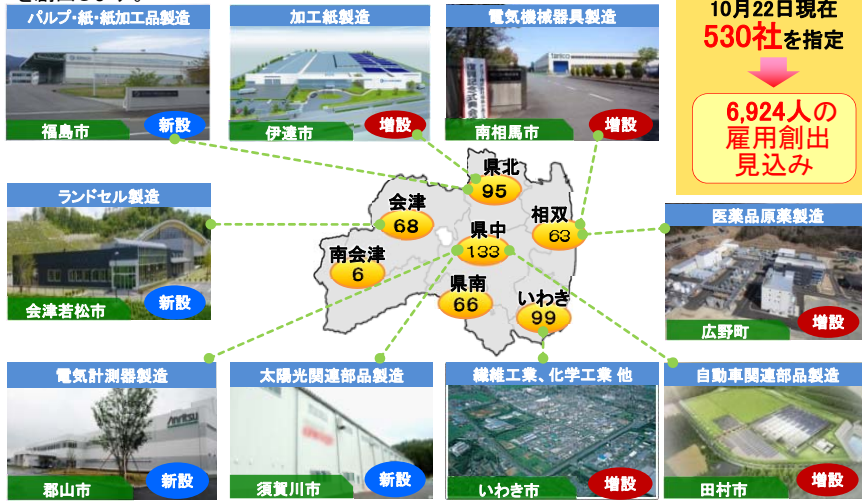 パルプ・紙・紙加工品製造
福島市
新設
加工紙製造
伊達市
増設
電気機械器具製造
南相馬市
増設
10月22日現在
530社を指定
6,924人の
雇用創出
見込み
ランドセル製造
会津若松市
新設
県北
95
会津
68
相双
63
県中
133
南会津
6
県南
66
いわき
99
医薬品原薬製造
広野町
増設
電気計測器製造
Anritsu
郡山市
新設
太陽光関連部品製造
須賀川市
新設
繊維工業、化学工業 他
いわき市
増設
自動車関連部品製造
田村市
増設